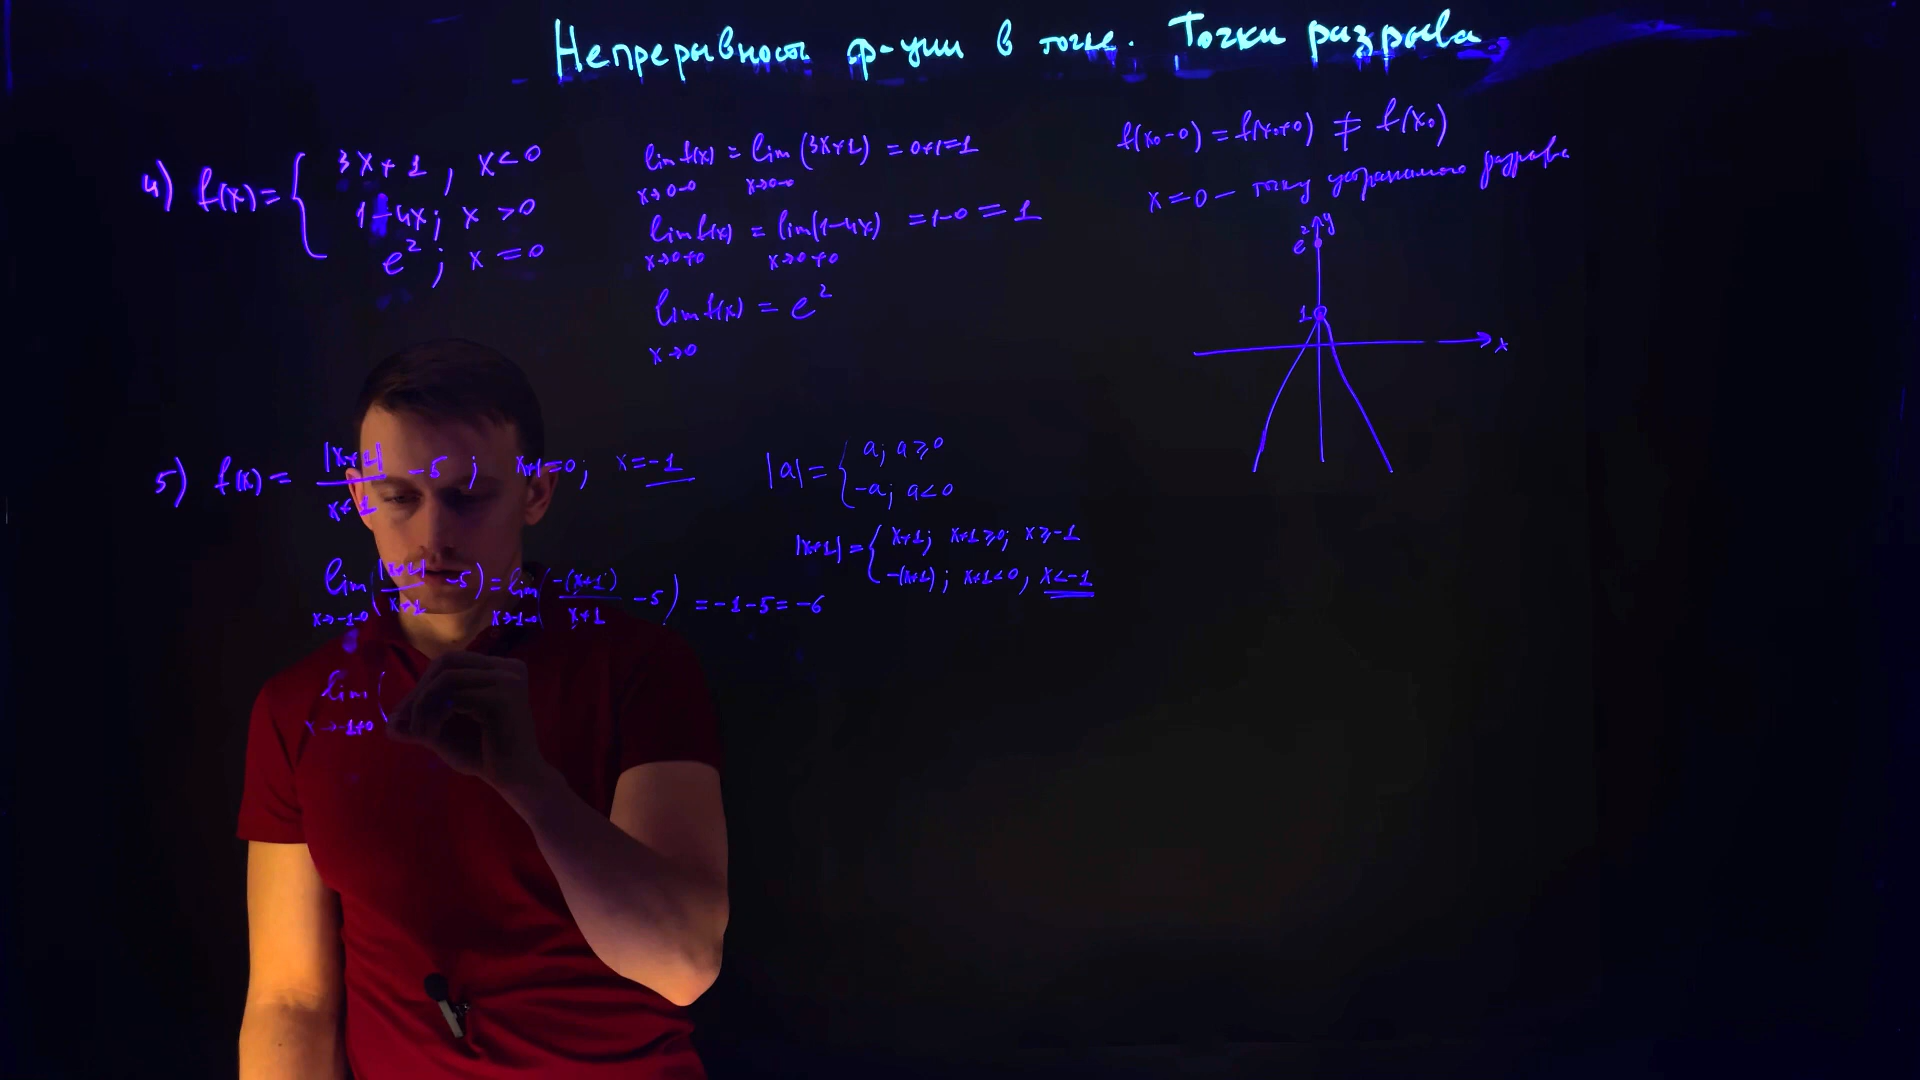 Непрерывность ф-ции в точке. Точки разрыва
4) f(x) = { 3x+1, x<0
1-4x; x>0
e²; x=0
lim f(x) = lim (3x+1) = 0+1=1
x→0-0 x→0-0
lim f(x) = lim(1-4x) = 1-0 = 1
x→0+0 x→0+0
lim f(x) = e²
x→0
f(x₀-0) = f(x₀+0) ≠ f(x₀)
x=0 – точка устранимого разрыва
y
e²
1
x
5) f(x) = |x+1|/(x+1) -5; x+1=0; x=-1
|a| = { a; a≥0
-a; a<0
|x+1| = { x+1; x+1≥0; x≥-1
-(x+1); x+1<0, x<-1
lim (|x+1|/(x+1) -5) = lim (-(x+1)/(x+1) -5) = -1-5=-6
x→-1-0 x→-1-0
lim (
x→-1+0